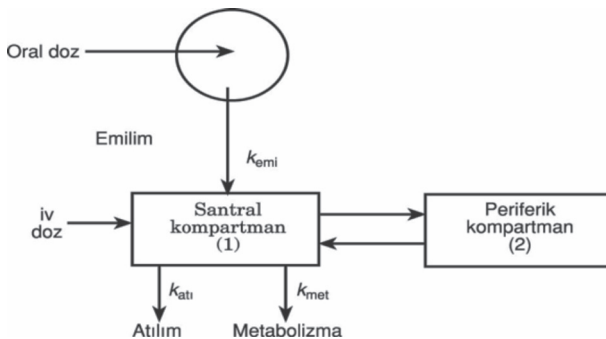 Oral doz
Emilim
kemi
iv
doz
Santral
kompartman
(1)
Periferik
kompartman
(2)
katı
kmet
Atılım
Metabolizma